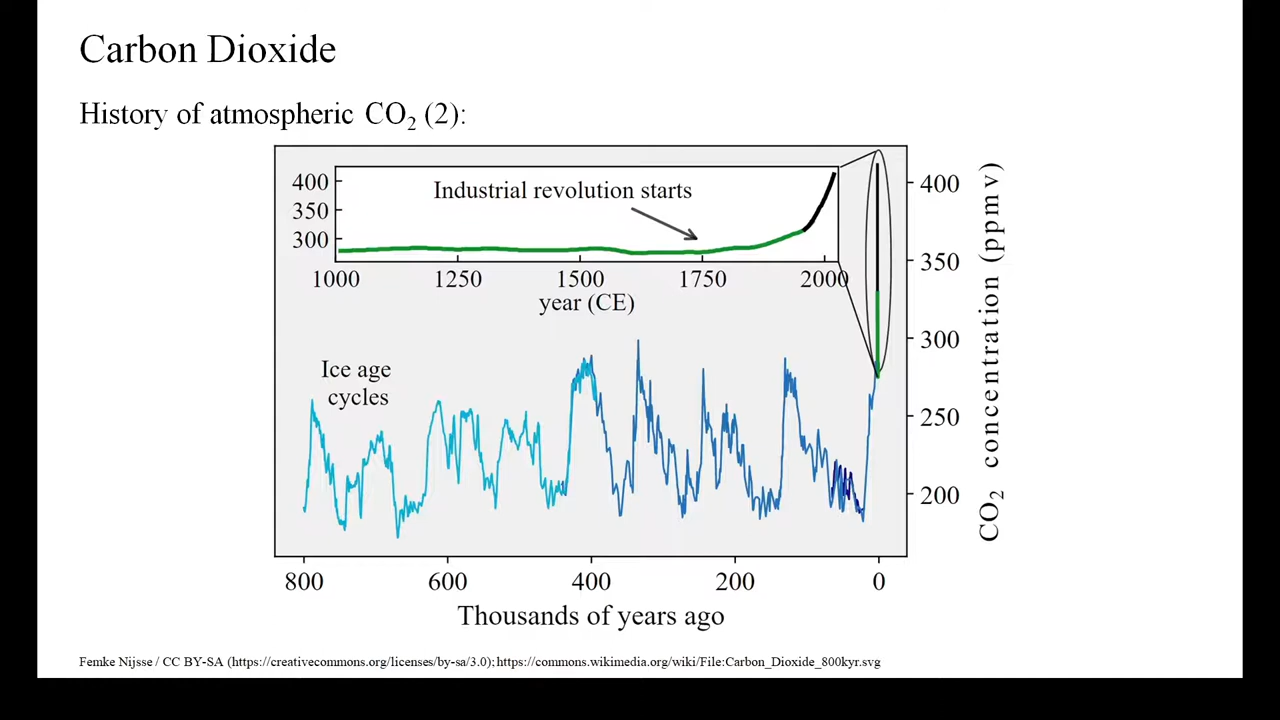 Carbon Dioxide
History of atmospheric CO₂ (2):
400
350
300
Industrial revolution starts
1000 1250 1500 1750 2000
year (CE)
Ice age
cycles
400
350
300
250
200
CO₂ concentration (ppmv)
800 600 400 200 0
Thousands of years ago
Femke Nijsse / CC BY-SA (https://creativecommons.org/licenses/by-sa/3.0); https://commons.wikimedia.org/wiki/File:Carbon_Dioxide_800kyr.svg